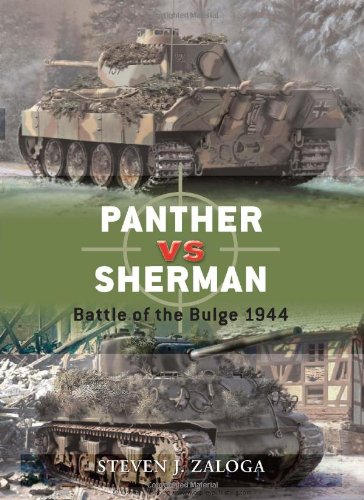 PANTHER
VS
SHERMAN
Battle of the Bulge 1944
STEVEN J. ZALOGA